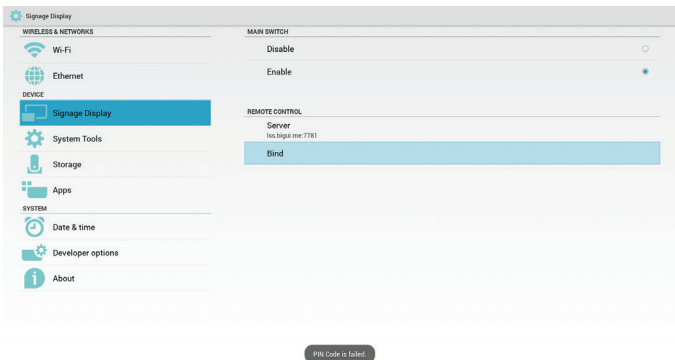 Signage Display
WIRELESS & NETWORKS
Wi-Fi
Ethernet
DEVICE
Signage Display
System Tools
Storage
Apps
SYSTEM
Date & time
Developer options
About
MAIN SWITCH
Disable
Enable
REMOTE CONTROL
Server
lss.bigui.me:7781
Bind
PIN Code is failed.